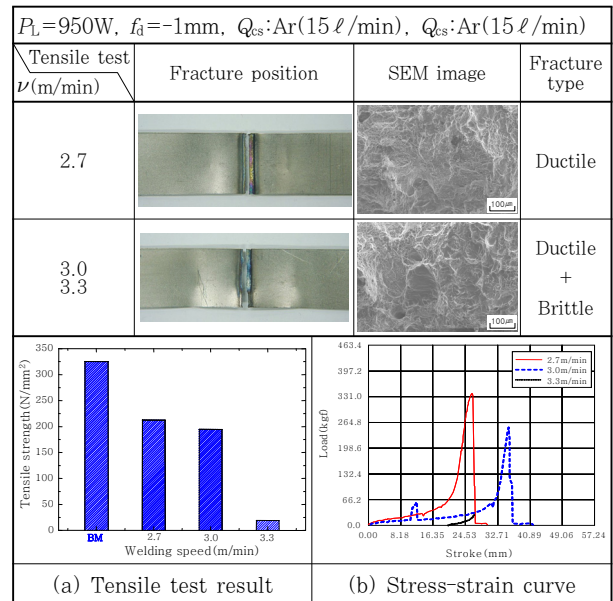 P_L=950W, f_d=-1mm, Q_cs:Ar(15ℓ/min), Q_cs:Ar(15ℓ/min)
Tensile test
ν(m/min)
Fracture position
SEM image
Fracture type
2.7
100㎛
Ductile
3.0
3.3
100㎛
Ductile
+
Brittle
Tensile strength(N/mm²)
350
300
250
200
150
100
50
0
BM
2.7
3.0
3.3
Welding speed(m/min)
Load(kgf)
463.4
397.2
331.0
264.8
198.6
132.4
66.2
0.0
2.7m/min
3.0m/min
3.3m/min
0.00
8.18
16.35
24.53
32.71
40.89
49.06
57.24
Stroke(mm)
(a) Tensile test result
(b) Stress-strain curve